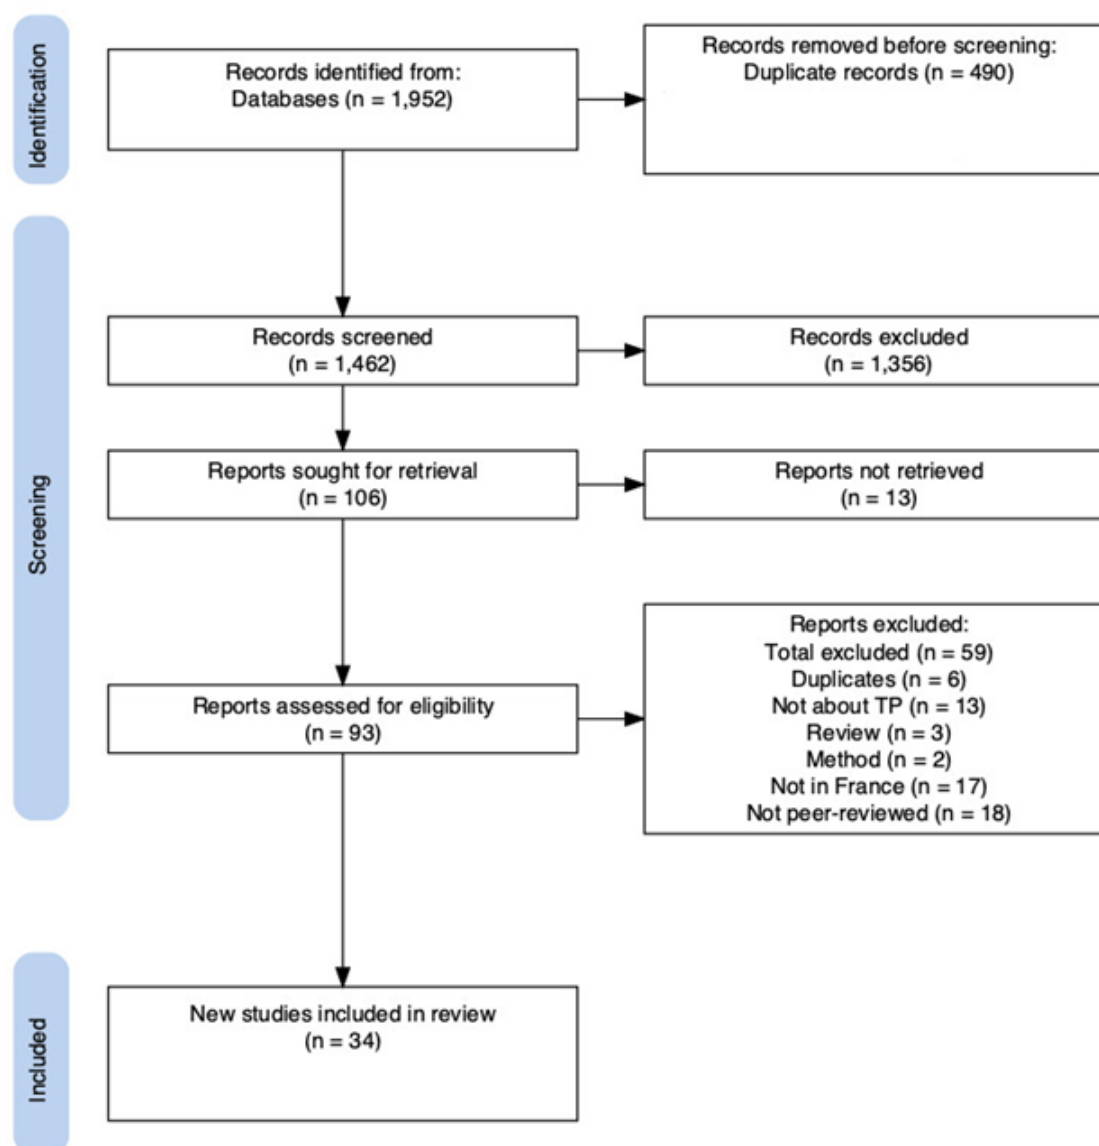 Identification
Records identified from:
Databases (n = 1,952)
Records removed before screening:
Duplicate records (n = 490)
Screening
Records screened
(n = 1,462)
Records excluded
(n = 1,356)
Reports sought for retrieval
(n = 106)
Reports not retrieved
(n = 13)
Reports assessed for eligibility
(n = 93)
Reports excluded:
Total excluded (n = 59)
Duplicates (n = 6)
Not about TP (n = 13)
Review (n = 3)
Method (n = 2)
Not in France (n = 17)
Not peer-reviewed (n = 18)
Included
New studies included in review
(n = 34)